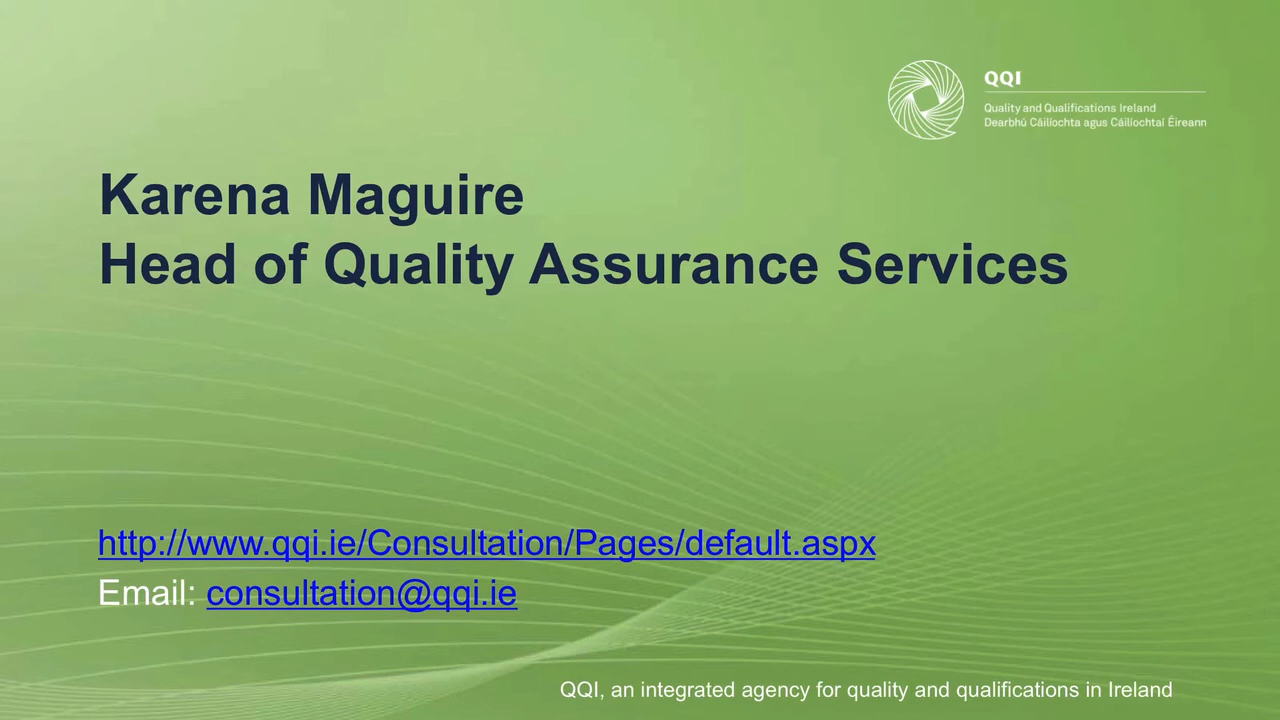 QQI
Quality and Qualifications Ireland
Dearbhú Cáilíochta agus Cáilíochtaí Éireann
Karena Maguire
Head of Quality Assurance Services
http://www.qqi.ie/Consultation/Pages/default.aspx
Email: consultation@qqi.ie
QQI, an integrated agency for quality and qualifications in Ireland